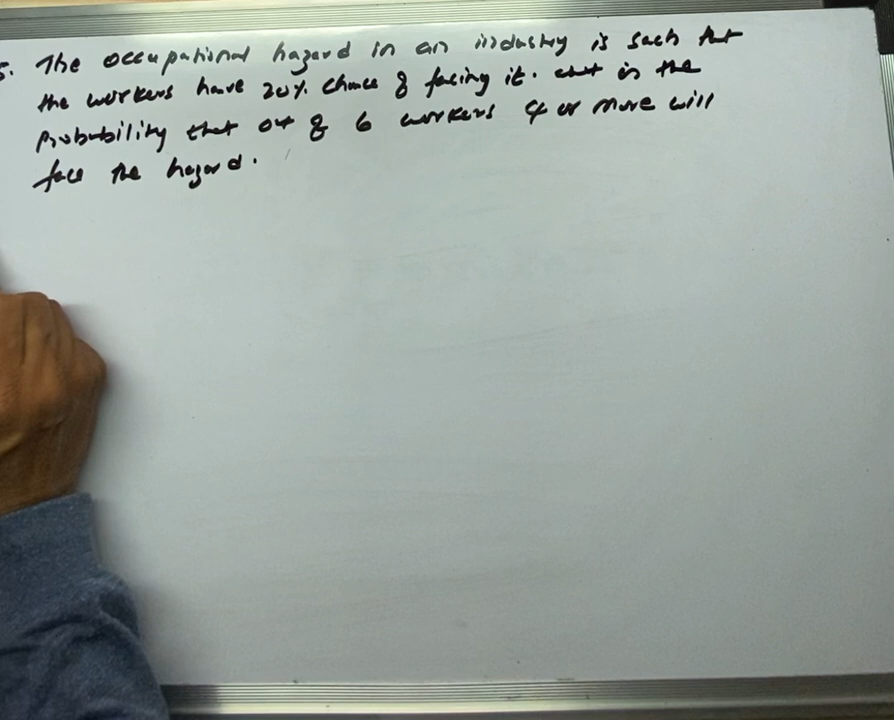 5. The occupational hazard in an industry is such that
the workers have 20% chance of facing it. what is the
probability that out of 6 workers 4 or more will
face the hazard.